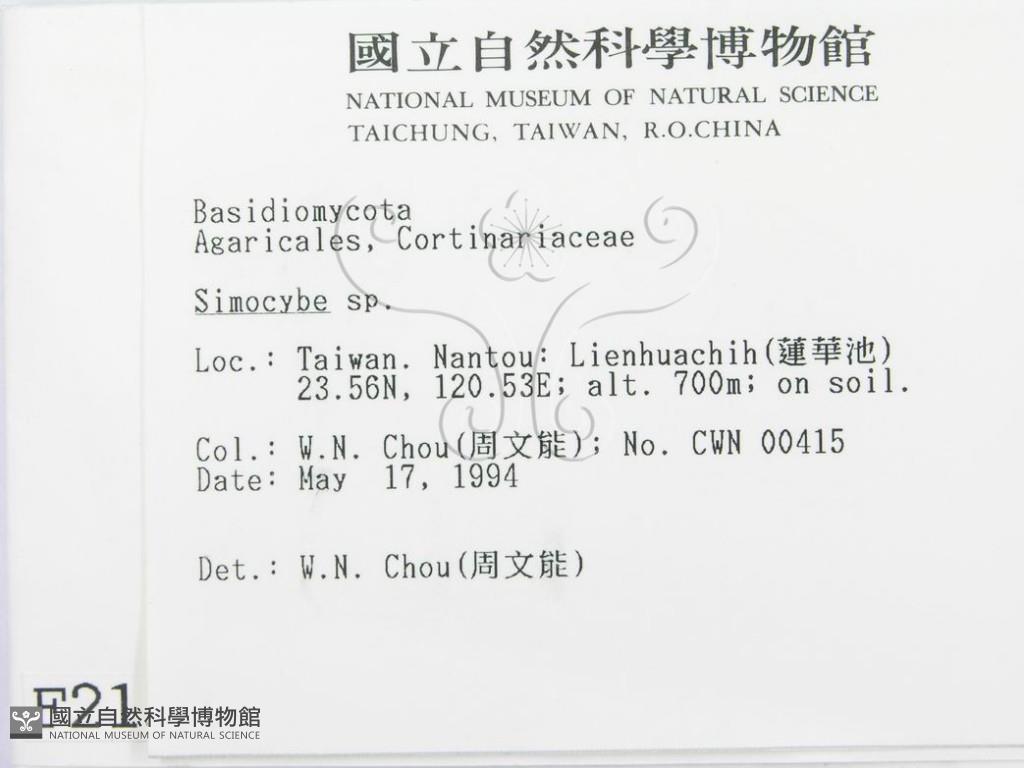 國立自然科學博物館
NATIONAL MUSEUM OF NATURAL SCIENCE
TAICHUNG, TAIWAN, R.O.CHINA
Basidiomycota
Agaricales, Cortinariaceae
Simocybe sp.
Loc.: Taiwan. Nantou: Lienhuachih(蓮華池)
23.56N, 120.53E; alt. 700m; on soil.
Col.: W.N. Chou(周文能); No. CWN 00415
Date: May 17, 1994
Det.: W.N. Chou(周文能)
F21
國立自然科學博物館
NATIONAL MUSEUM OF NATURAL SCIENCE